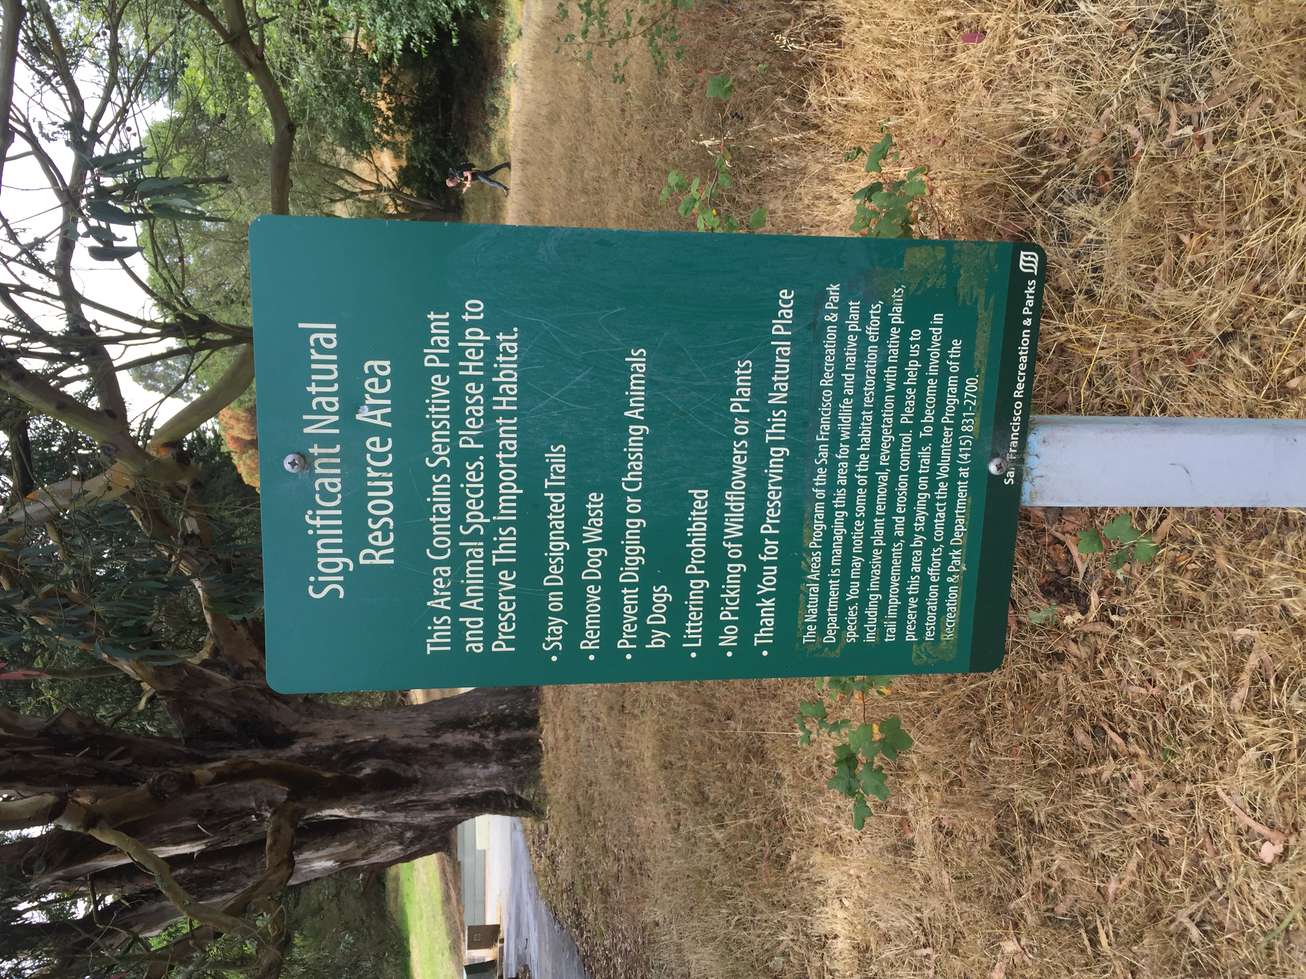 Significant Natural
Resource Area
This Area Contains Sensitive Plant
and Animal Species. Please Help to
Preserve This Important Habitat.
• Stay on Designated Trails
• Remove Dog Waste
• Prevent Digging or Chasing Animals
by Dogs
• Littering Prohibited
• No Picking of Wildflowers or Plants
• Thank You for Preserving This Natural Place
The Natural Areas Program of the San Francisco Recreation & Park
Department is managing this area for wildlife and native plant
species. You may notice some of the habitat restoration efforts,
including invasive plant removal, revegetation with native plants,
trail improvements, and erosion control. Please help us to
preserve this area by staying on trails. To become involved in
restoration efforts, contact the Volunteer Program of the
Recreation & Park Department at (415) 831-2700.
San Francisco Recreation & Parks